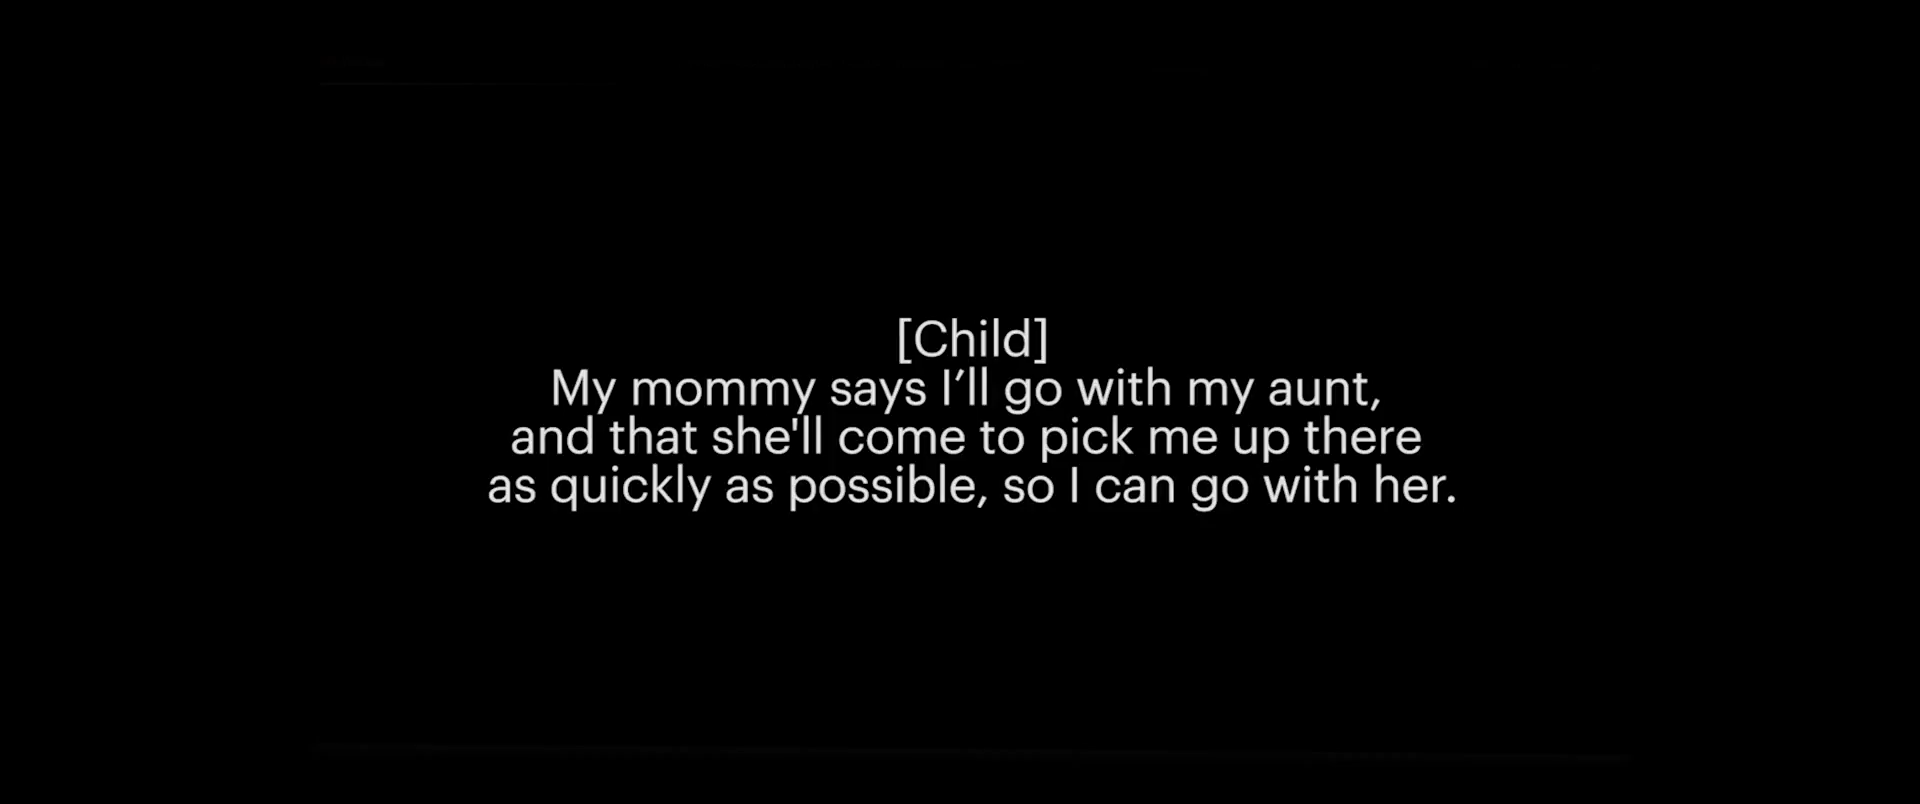 [Child]
My mommy says I’ll go with my aunt,
and that she'll come to pick me up there
as quickly as possible, so I can go with her.